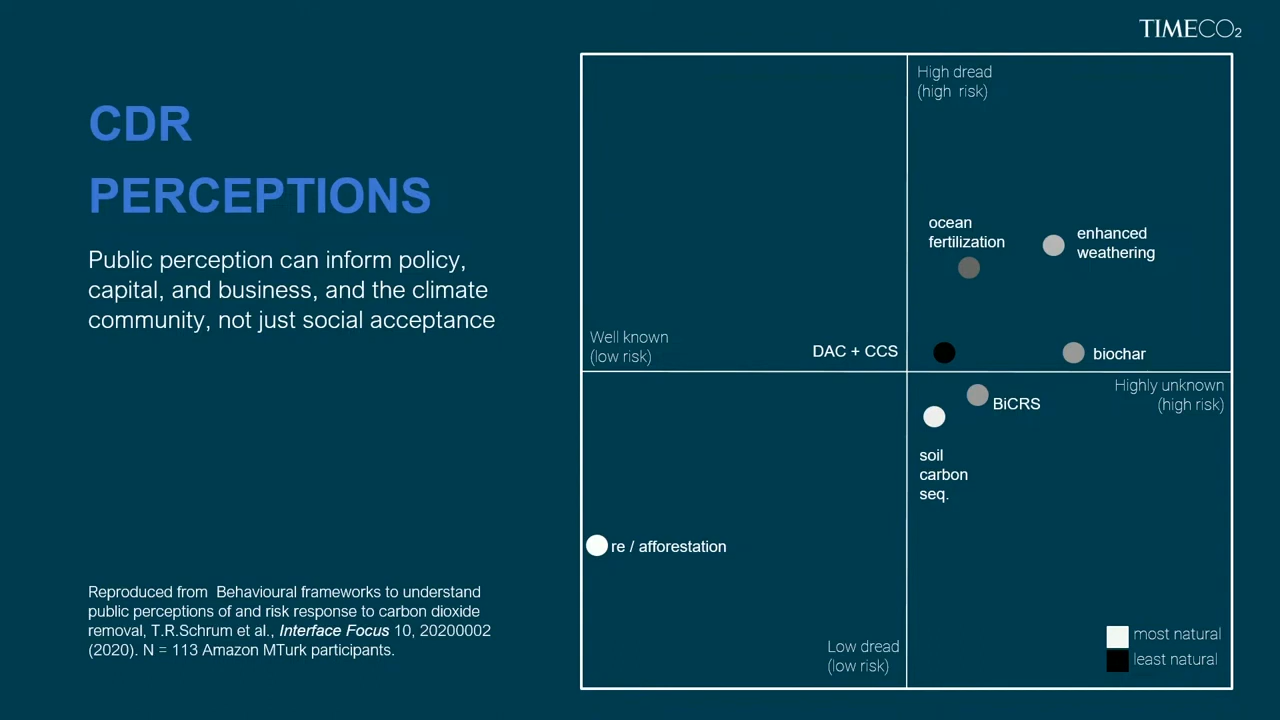 TIMECO₂
CDR
PERCEPTIONS
Public perception can inform policy,
capital, and business, and the climate
community, not just social acceptance
Reproduced from Behavioural frameworks to understand
public perceptions of and risk response to carbon dioxide
removal, T.R.Schrum et al., Interface Focus 10, 20200002
(2020). N = 113 Amazon MTurk participants.
High dread
(high risk)
ocean
fertilization
enhanced
weathering
Well known
(low risk)
DAC + CCS
biochar
Highly unknown
(high risk)
BiCRS
soil
carbon
seq.
re / afforestation
Low dread
(low risk)
most natural
least natural